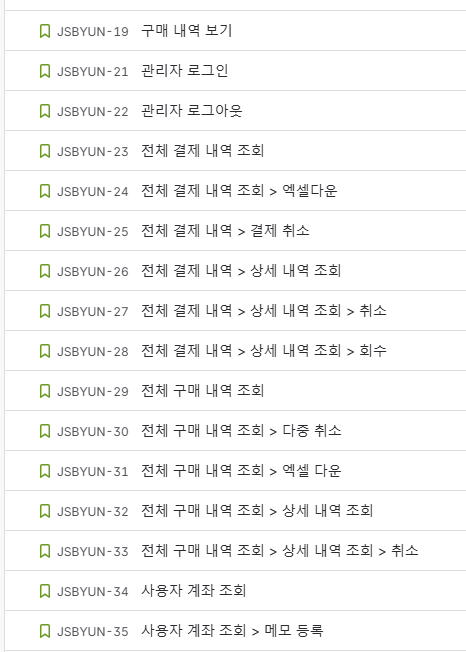 JSBYUN-19 구매 내역 보기
JSBYUN-21 관리자 로그인
JSBYUN-22 관리자 로그아웃
JSBYUN-23 전체 결제 내역 조회
JSBYUN-24 전체 결제 내역 조회 > 엑셀다운
JSBYUN-25 전체 결제 내역 > 결제 취소
JSBYUN-26 전체 결제 내역 > 상세 내역 조회
JSBYUN-27 전체 결제 내역 > 상세 내역 조회 > 취소
JSBYUN-28 전체 결제 내역 > 상세 내역 조회 > 회수
JSBYUN-29 전체 구매 내역 조회
JSBYUN-30 전체 구매 내역 조회 > 다중 취소
JSBYUN-31 전체 구매 내역 조회 > 엑셀 다운
JSBYUN-32 전체 구매 내역 조회 > 상세 내역 조회
JSBYUN-33 전체 구매 내역 조회 > 상세 내역 조회 > 취소
JSBYUN-34 사용자 계좌 조회
JSBYUN-35 사용자 계좌 조회 > 메모 등록